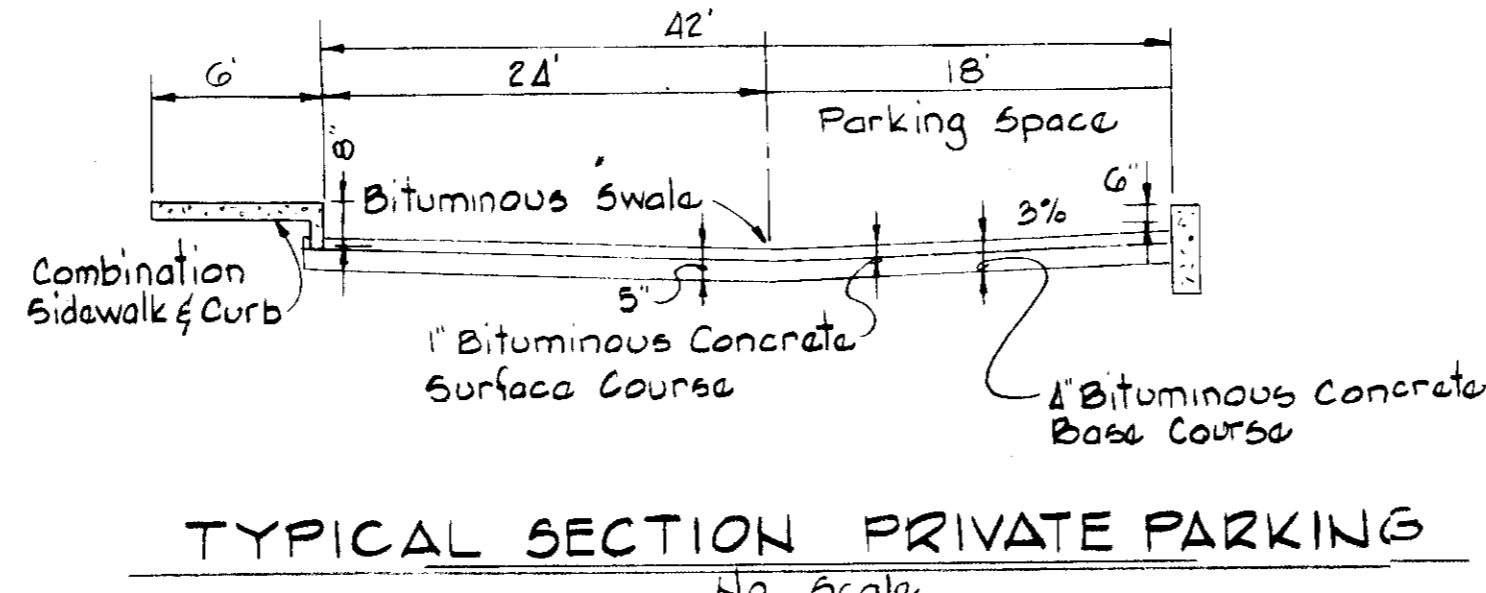 42'
6'
24'
18'
Parking Space
8"
6"
Bituminous Swale
3%
Combination
Sidewalk & Curb
5"
1" Bituminous Concrete
Surface Course
4" Bituminous Concrete
Base Course
TYPICAL SECTION PRIVATE PARKING
No Scale